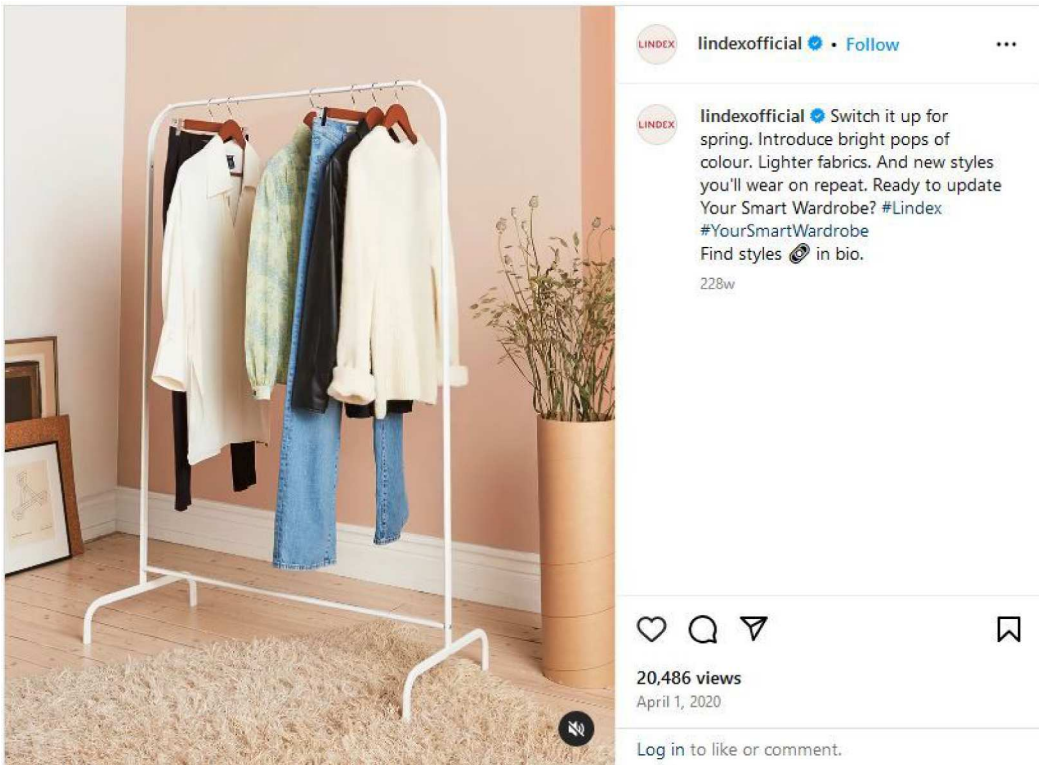 LINDEX
lindexofficial • Follow
LINDEX
lindexofficial Switch it up for
spring. Introduce bright pops of
colour. Lighter fabrics. And new styles
you'll wear on repeat. Ready to update
Your Smart Wardrobe? #Lindex
#YourSmartWardrobe
Find styles 🔗 in bio.
228w
20,486 views
April 1, 2020
Log in to like or comment.